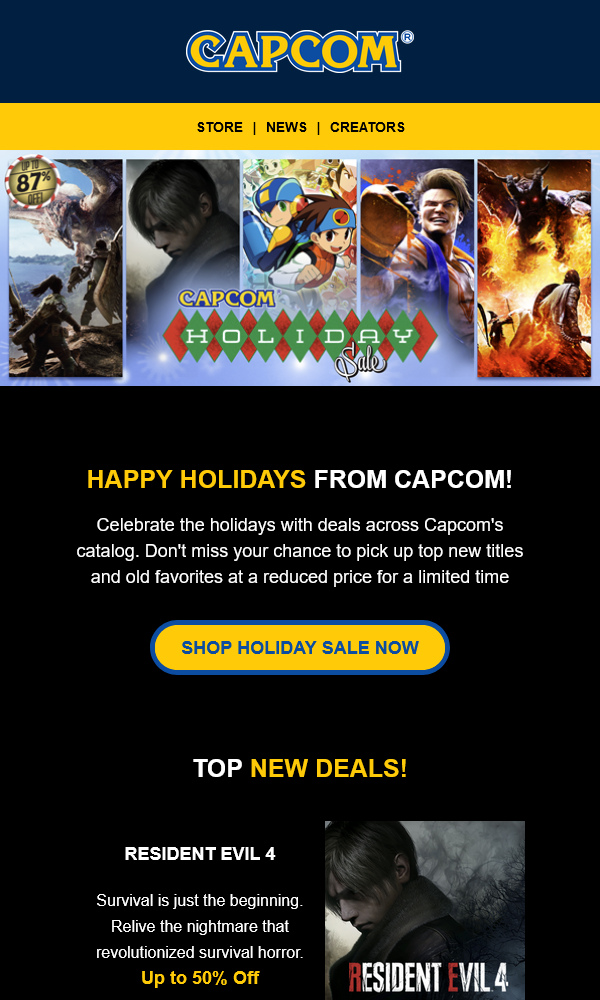 CAPCOM®
STORE | NEWS | CREATORS
UP TO
87%
OFF!
CAPCOM
HOLIDAY
Sale
HAPPY HOLIDAYS FROM CAPCOM!
Celebrate the holidays with deals across Capcom's
catalog. Don't miss your chance to pick up top new titles
and old favorites at a reduced price for a limited time
SHOP HOLIDAY SALE NOW
TOP NEW DEALS!
RESIDENT EVIL 4
Survival is just the beginning.
Relive the nightmare that
revolutionized survival horror.
Up to 50% Off
RESIDENT EVIL 4